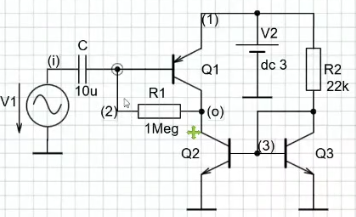 (1)
V2
(i)
C
Q1
dc 3
R2
22k
V1
10u
R1
(2)
(o)
1Meg
Q2
(3)
Q3